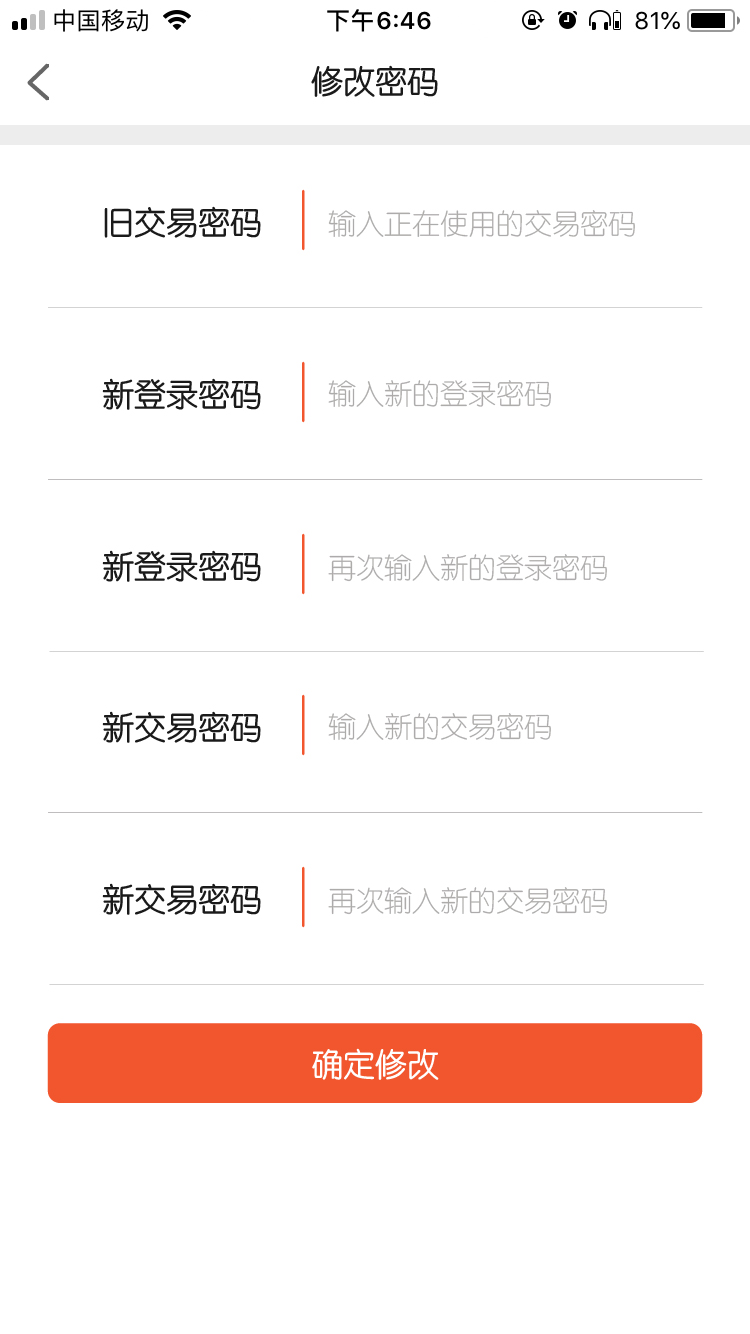 中国移动 下午6:46 81%
修改密码
旧交易密码 输入正在使用的交易密码
新登录密码 输入新的登录密码
新登录密码 再次输入新的登录密码
新交易密码 输入新的交易密码
新交易密码 再次输入新的交易密码
确定修改